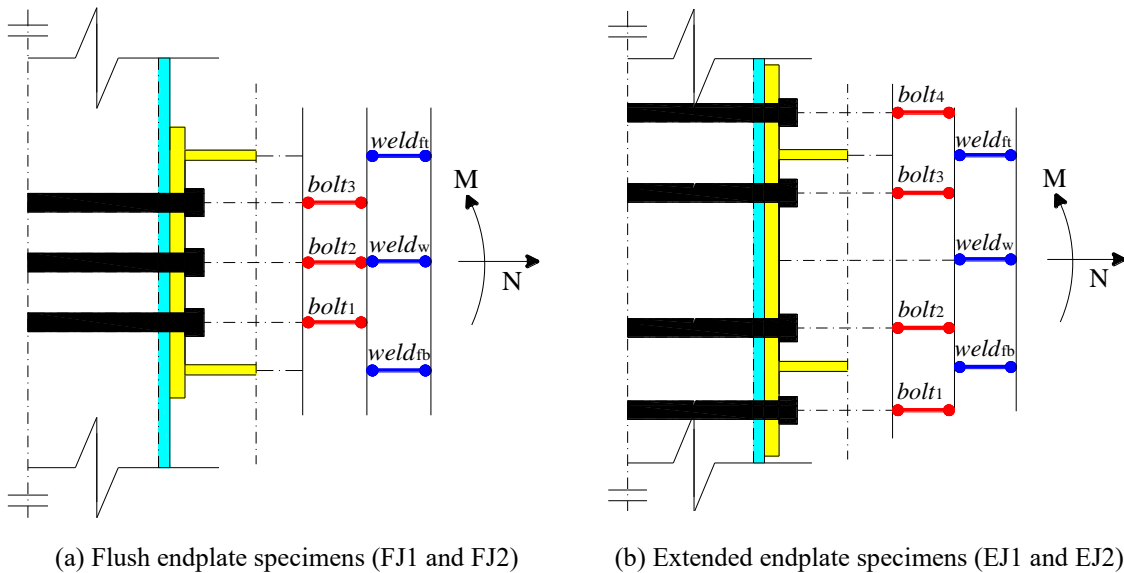 weldft
bolt3
M
bolt2
weldw
N
bolt1
weldfb
(a) Flush endplate specimens (FJ1 and FJ2)
bolt4
weldft
bolt3
M
weldw
N
bolt2
weldfb
bolt1
(b) Extended endplate specimens (EJ1 and EJ2)